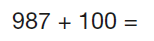 987 + 100 =